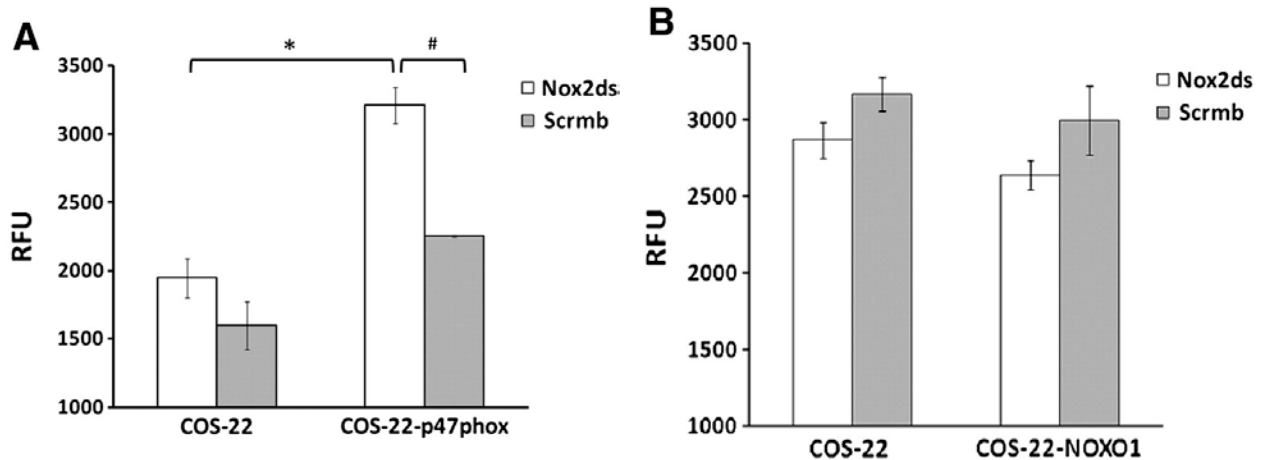 A
* #
3500
3000
2500
2000
1500
1000
RFU
COS-22 COS-22-p47phox
Nox2ds
Scrmb
B
3500
3000
2500
2000
1500
1000
RFU
COS-22 COS-22-NOXO1
Nox2ds
Scrmb